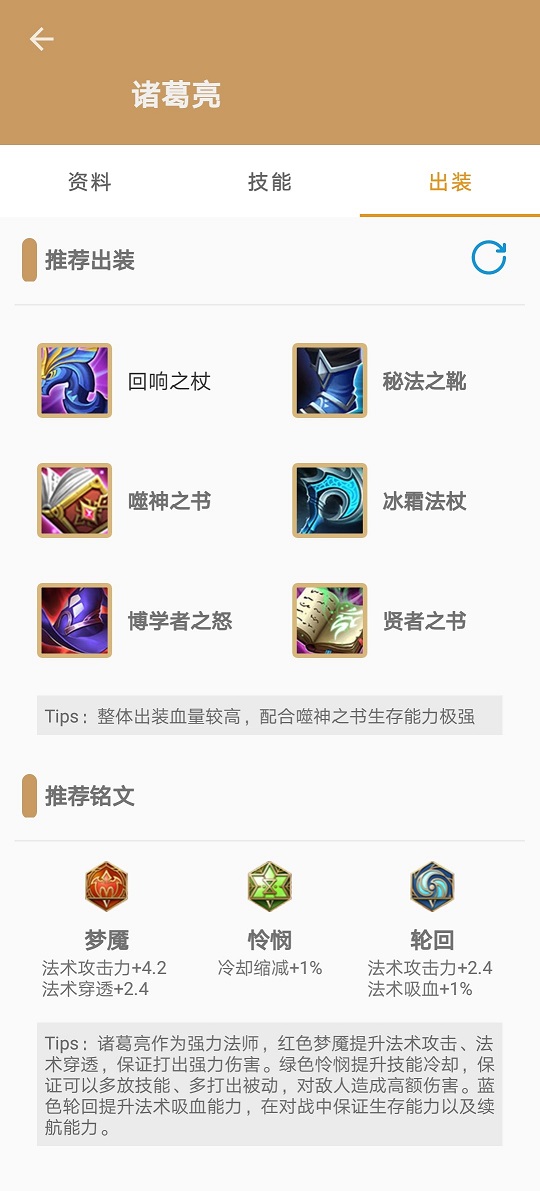 诸葛亮
资料
技能
出装
推荐出装
回响之杖
秘法之靴
噬神之书
冰霜法杖
博学者之怒
贤者之书
Tips：整体出装血量较高，配合噬神之书生存能力极强
推荐铭文
梦魇
法术攻击力+4.2
法术穿透+2.4
怜悯
冷却缩减+1%
轮回
法术攻击力+2.4
法术吸血+1%
Tips：诸葛亮作为强力法师，红色梦魇提升法术攻击、法
术穿透，保证打出强力伤害。绿色怜悯提升技能冷却，保
证可以多放技能、多打出被动，对敌人造成高额伤害。蓝
色轮回提升法术吸血能力，在对战中保证生存能力以及续
航能力。